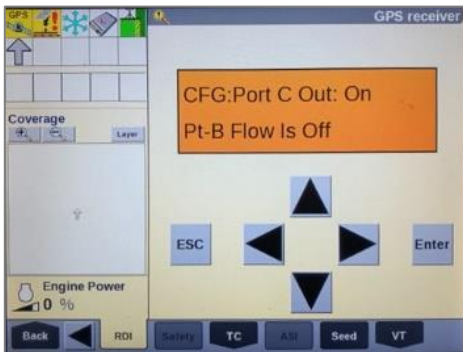 GPS
GPS receiver
CFG:Port C Out: On
Pt-B Flow Is Off
Coverage
Layer
ESC
Enter
Engine Power
0 %
Back
RDI
Safety
TC
ASI
Seed
VT